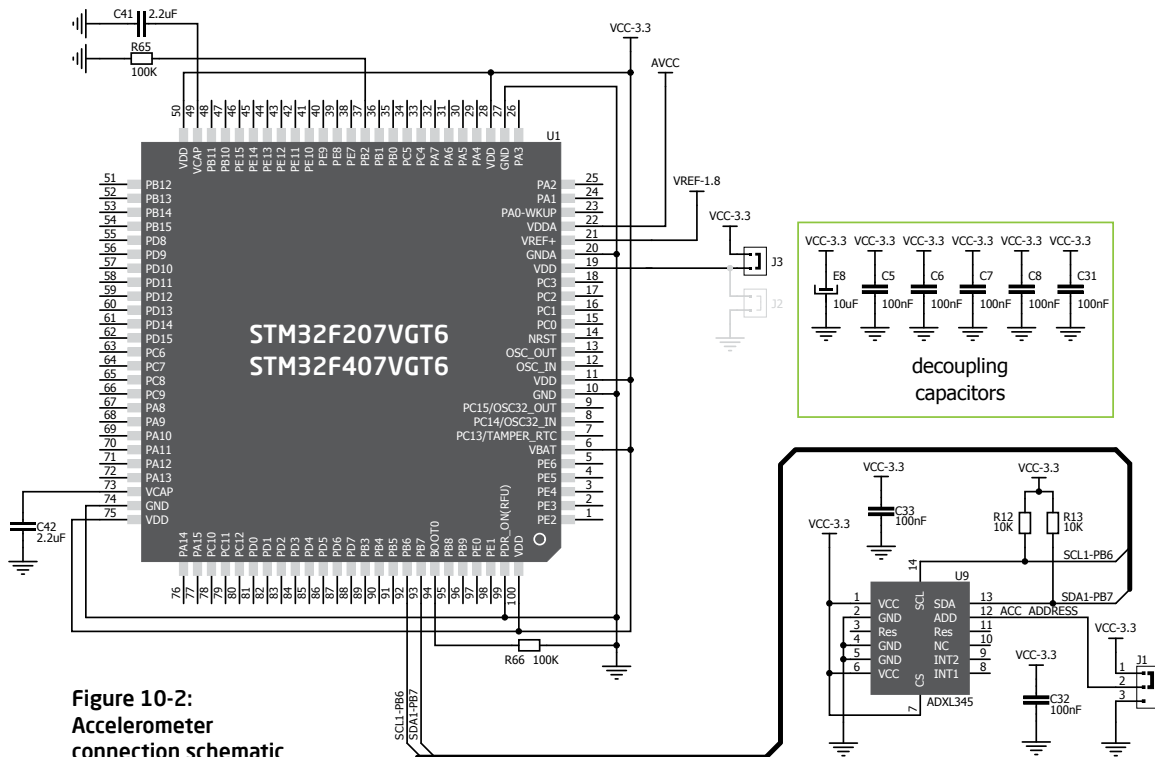 C41
2.2uF
R65
100K
VCC-3.3
AVCC
50 49 48 47 46 45 44 43 42 41 40 39 38 37 36 35 34 33 32 31 30 29 28 27 26
VDD VCAP PB11 PB10 PE15 PE14 PE13 PE12 PE11 PE10 PE9 PE8 PE7 PB2 PB1 PB0 PC5 PC4 PA7 PA6 PA5 PA4 VDD GND PA3
U1
51 PB12
52 PB13
53 PB14
54 PB15
55 PD8
56 PD9
57 PD10
58 PD11
59 PD12
60 PD13
61 PD14
62 PD15
63 PC6
64 PC7
65 PC8
66 PC9
67 PA8
68 PA9
69 PA10
70 PA11
71 PA12
72 PA13
73 VCAP
74 GND
75 VDD
STM32F207VGT6
STM32F407VGT6
PA2 25
PA1 24
PA0-WKUP 23
VDDA 22
VREF+ 21
GNDA 20
VDD 19
PC3 18
PC2 17
PC1 16
PC0 15
NRST 14
OSC_OUT 13
OSC_IN 12
VDD 11
GND 10
PC15/OSC32_OUT 9
PC14/OSC32_IN 8
PC13/TAMPER_RTC 7
VBAT 6
PE6 5
PE5 4
PE4 3
PE3 2
PE2 1
PA14 PA15 PC10 PC11 PC12 PD0 PD1 PD2 PD3 PD4 PD5 PD6 PD7 PB3 PB4 PB5 PB6 PB7 BOOT0 PB8 PB9 PE0 PE1 PDR_ON(RFU) VDD
76 77 78 79 80 81 82 83 84 85 86 87 88 89 90 91 92 93 94 95 96 97 98 99 100
C42
2.2uF
R66 100K
SCL1-PB6
SDA1-PB7
VREF-1.8
VCC-3.3
J3
J2
VCC-3.3 VCC-3.3 VCC-3.3 VCC-3.3 VCC-3.3 VCC-3.3
E8 C5 C6 C7 C8 C31
10uF 100nF 100nF 100nF 100nF 100nF
decoupling
capacitors
VCC-3.3
VCC-3.3
C33
100nF
VCC-3.3
R12
10K
R13
10K
SCL1-PB6
14
U9
SCL
SDA1-PB7
1 VCC SDA 13
2 GND ADD 12 ACC_ADDRESS
3 Res Res 11
4 GND NC 10
5 GND INT2 9
6 VCC INT1 8
CS
7
ADXL345
VCC-3.3
C32
100nF
VCC-3.3
J1
1
2
3
Figure 10-2:
Accelerometer
connection schematic